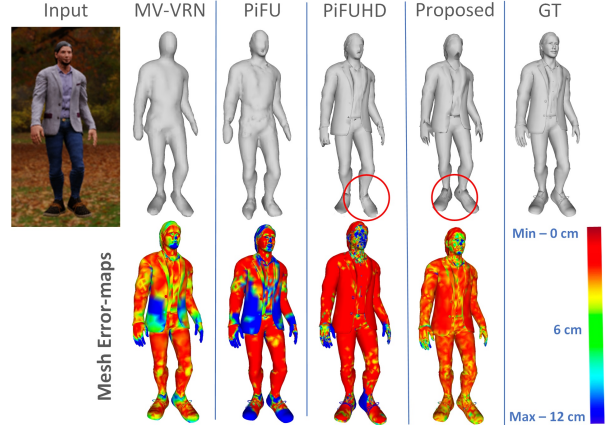 Input MV-VRN PiFU PiFUHD Proposed GT
Min – 0 cm
6 cm
Max – 12 cm
Mesh Error-maps